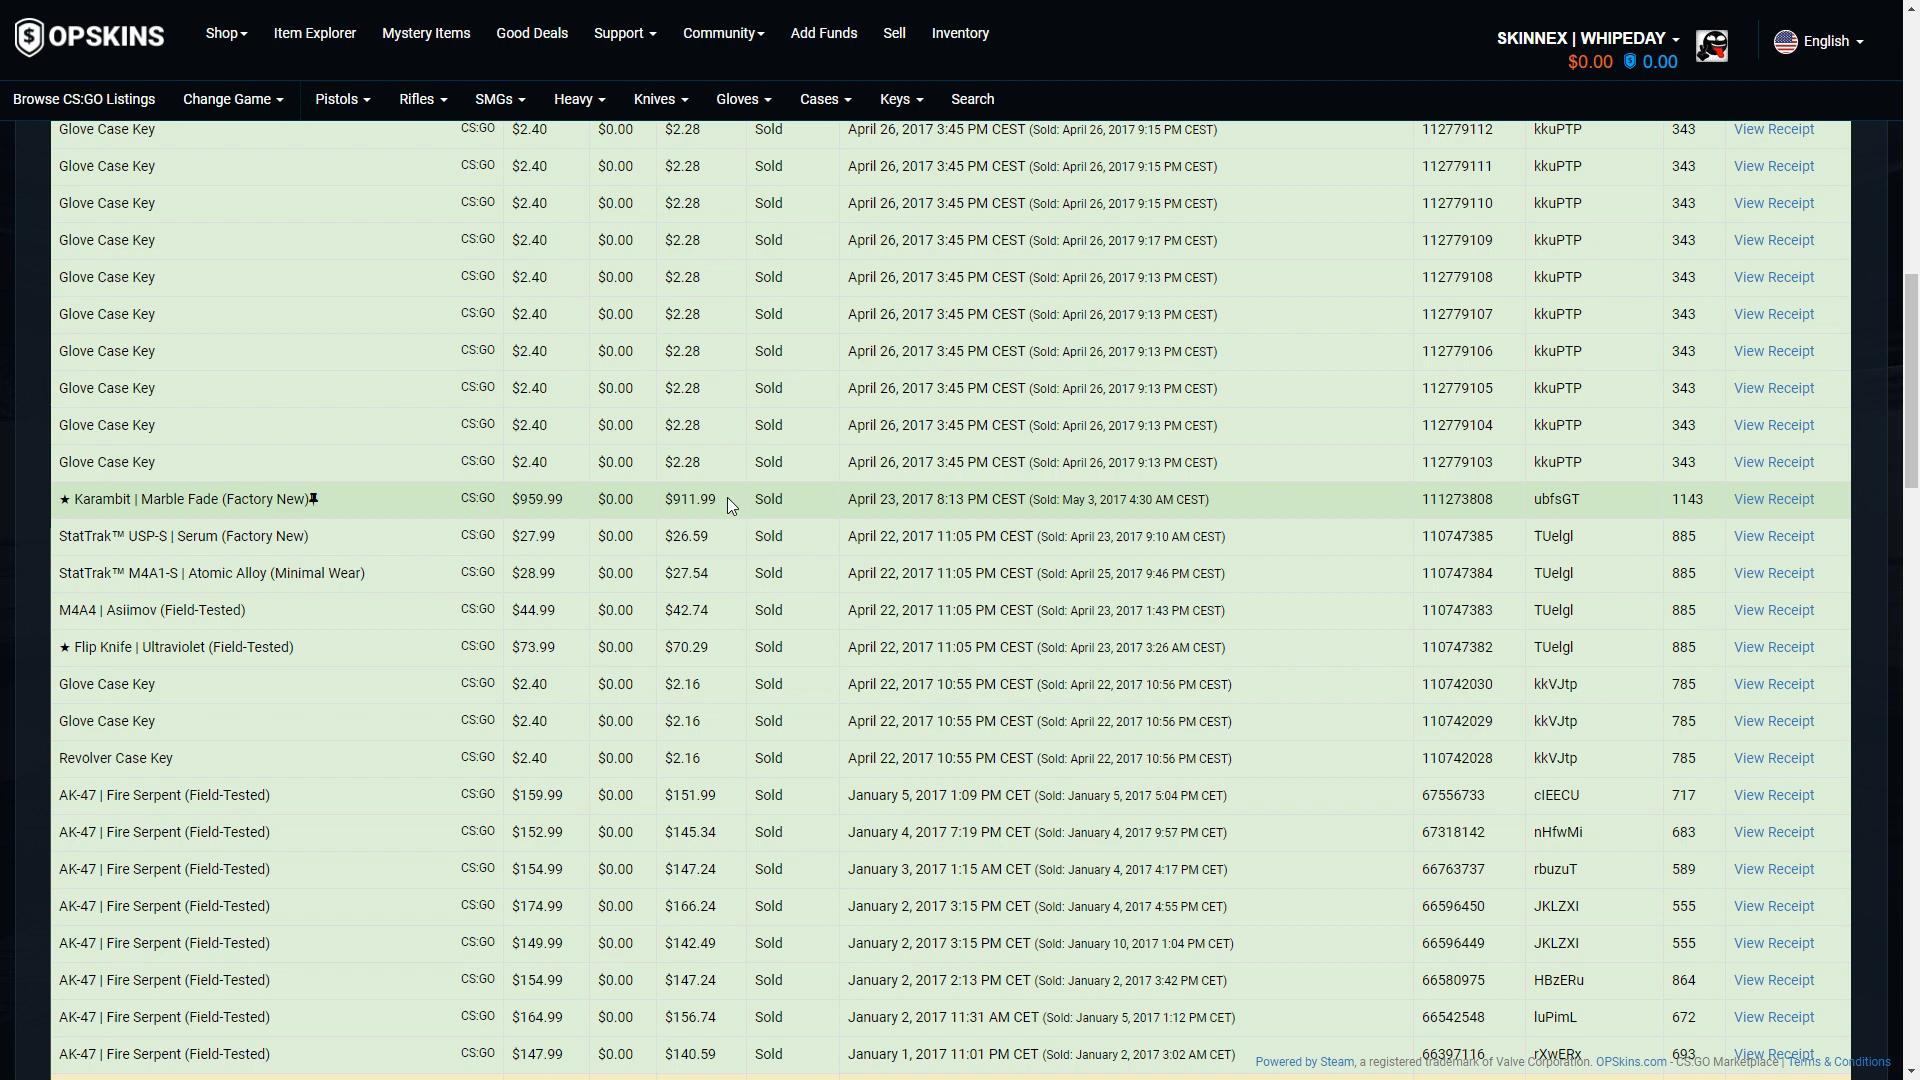 OPSKINS Shop Item Explorer Mystery Items Good Deals Support Community Add Funds Sell Inventory SKINNEX | WHIPEDAY English
$0.00 0.00
Browse CS:GO Listings Change Game Pistols Rifles SMGs Heavy Knives Gloves Cases Keys Search
Glove Case Key CS:GO $2.40 $0.00 $2.28 Sold April 26, 2017 3:45 PM CEST (Sold: April 26, 2017 9:15 PM CEST) 112779112 kkuPTP 343 View Receipt
Glove Case Key CS:GO $2.40 $0.00 $2.28 Sold April 26, 2017 3:45 PM CEST (Sold: April 26, 2017 9:15 PM CEST) 112779111 kkuPTP 343 View Receipt
Glove Case Key CS:GO $2.40 $0.00 $2.28 Sold April 26, 2017 3:45 PM CEST (Sold: April 26, 2017 9:15 PM CEST) 112779110 kkuPTP 343 View Receipt
Glove Case Key CS:GO $2.40 $0.00 $2.28 Sold April 26, 2017 3:45 PM CEST (Sold: April 26, 2017 9:17 PM CEST) 112779109 kkuPTP 343 View Receipt
Glove Case Key CS:GO $2.40 $0.00 $2.28 Sold April 26, 2017 3:45 PM CEST (Sold: April 26, 2017 9:13 PM CEST) 112779108 kkuPTP 343 View Receipt
Glove Case Key CS:GO $2.40 $0.00 $2.28 Sold April 26, 2017 3:45 PM CEST (Sold: April 26, 2017 9:13 PM CEST) 112779107 kkuPTP 343 View Receipt
Glove Case Key CS:GO $2.40 $0.00 $2.28 Sold April 26, 2017 3:45 PM CEST (Sold: April 26, 2017 9:13 PM CEST) 112779106 kkuPTP 343 View Receipt
Glove Case Key CS:GO $2.40 $0.00 $2.28 Sold April 26, 2017 3:45 PM CEST (Sold: April 26, 2017 9:13 PM CEST) 112779105 kkuPTP 343 View Receipt
Glove Case Key CS:GO $2.40 $0.00 $2.28 Sold April 26, 2017 3:45 PM CEST (Sold: April 26, 2017 9:13 PM CEST) 112779104 kkuPTP 343 View Receipt
Glove Case Key CS:GO $2.40 $0.00 $2.28 Sold April 26, 2017 3:45 PM CEST (Sold: April 26, 2017 9:13 PM CEST) 112779103 kkuPTP 343 View Receipt
★ Karambit | Marble Fade (Factory New) CS:GO $959.99 $0.00 $911.99 Sold April 23, 2017 8:13 PM CEST (Sold: May 3, 2017 4:30 AM CEST) 111273808 ubfsGT 1143 View Receipt
StatTrak™ USP-S | Serum (Factory New) CS:GO $27.99 $0.00 $26.59 Sold April 22, 2017 11:05 PM CEST (Sold: April 23, 2017 9:10 AM CEST) 110747385 TUelgl 885 View Receipt
StatTrak™ M4A1-S | Atomic Alloy (Minimal Wear) CS:GO $28.99 $0.00 $27.54 Sold April 22, 2017 11:05 PM CEST (Sold: April 25, 2017 9:46 PM CEST) 110747384 TUelgl 885 View Receipt
M4A4 | Asiimov (Field-Tested) CS:GO $44.99 $0.00 $42.74 Sold April 22, 2017 11:05 PM CEST (Sold: April 23, 2017 1:43 PM CEST) 110747383 TUelgl 885 View Receipt
★ Flip Knife | Ultraviolet (Field-Tested) CS:GO $73.99 $0.00 $70.29 Sold April 22, 2017 11:05 PM CEST (Sold: April 23, 2017 3:26 AM CEST) 110747382 TUelgl 885 View Receipt
Glove Case Key CS:GO $2.40 $0.00 $2.16 Sold April 22, 2017 10:55 PM CEST (Sold: April 22, 2017 10:56 PM CEST) 110742030 kkVJtp 785 View Receipt
Glove Case Key CS:GO $2.40 $0.00 $2.16 Sold April 22, 2017 10:55 PM CEST (Sold: April 22, 2017 10:56 PM CEST) 110742029 kkVJtp 785 View Receipt
Revolver Case Key CS:GO $2.40 $0.00 $2.16 Sold April 22, 2017 10:55 PM CEST (Sold: April 22, 2017 10:56 PM CEST) 110742028 kkVJtp 785 View Receipt
AK-47 | Fire Serpent (Field-Tested) CS:GO $159.99 $0.00 $151.99 Sold January 5, 2017 1:09 PM CET (Sold: January 5, 2017 5:04 PM CET) 67556733 cIEECU 717 View Receipt
AK-47 | Fire Serpent (Field-Tested) CS:GO $152.99 $0.00 $145.34 Sold January 4, 2017 7:19 PM CET (Sold: January 4, 2017 9:57 PM CET) 67318142 nHfwMi 683 View Receipt
AK-47 | Fire Serpent (Field-Tested) CS:GO $154.99 $0.00 $147.24 Sold January 3, 2017 1:15 AM CET (Sold: January 4, 2017 4:17 PM CET) 66763737 rbuzuT 589 View Receipt
AK-47 | Fire Serpent (Field-Tested) CS:GO $174.99 $0.00 $166.24 Sold January 2, 2017 3:15 PM CET (Sold: January 4, 2017 4:55 PM CET) 66596450 JKLZXI 555 View Receipt
AK-47 | Fire Serpent (Field-Tested) CS:GO $149.99 $0.00 $142.49 Sold January 2, 2017 3:15 PM CET (Sold: January 10, 2017 1:04 PM CET) 66596449 JKLZXI 555 View Receipt
AK-47 | Fire Serpent (Field-Tested) CS:GO $154.99 $0.00 $147.24 Sold January 2, 2017 2:13 PM CET (Sold: January 2, 2017 3:42 PM CET) 66580975 HBzERu 864 View Receipt
AK-47 | Fire Serpent (Field-Tested) CS:GO $164.99 $0.00 $156.74 Sold January 2, 2017 11:31 AM CET (Sold: January 5, 2017 1:12 PM CET) 66542548 luPimL 672 View Receipt
AK-47 | Fire Serpent (Field-Tested) CS:GO $147.99 $0.00 $140.59 Sold January 1, 2017 11:01 PM CET (Sold: January 2, 2017 3:02 AM CET) 66397116 rXwERx 693 View Receipt
Powered by Steam, a registered trademark of Valve Corporation. OPSkins.com - CS:GO Marketplace | Terms & Conditions